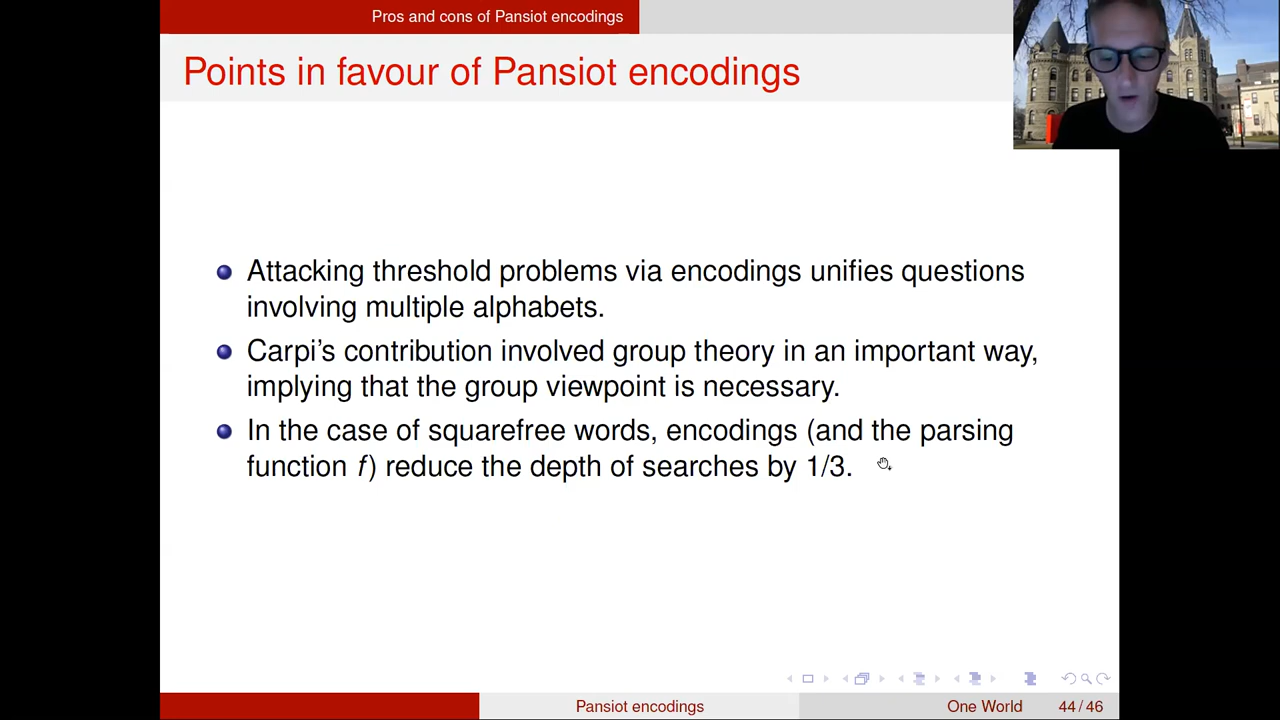 Pros and cons of Pansiot encodings
Points in favour of Pansiot encodings
Attacking threshold problems via encodings unifies questions
involving multiple alphabets.
Carpi's contribution involved group theory in an important way,
implying that the group viewpoint is necessary.
In the case of squarefree words, encodings (and the parsing
function f) reduce the depth of searches by 1/3.
Pansiot encodings
One World
44/46